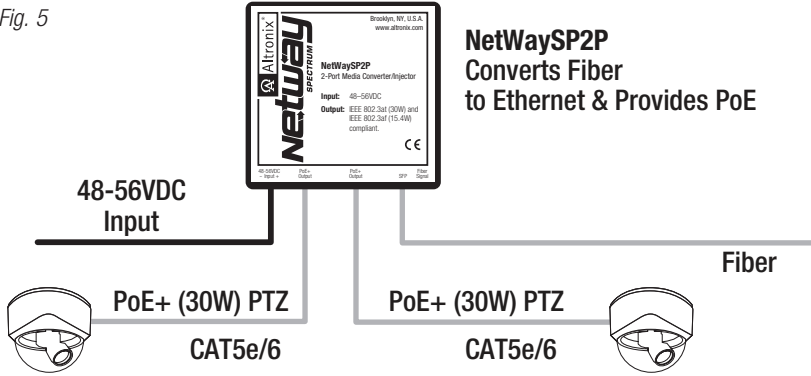 Fig. 5
Altronix®
Netway
SPECTRUM
Brooklyn, NY, U.S.A.
www.altronix.com
NetWaySP2P
2-Port Media Converter/Injector
Input: 48–56VDC
Output: IEEE 802.3at (30W) and
IEEE 802.3af (15.4W)
compliant.
CE
48-56VDC
– Input +
PoE+
Output
PoE+
Output
SFP
Fiber
Signal
NetWaySP2P
Converts Fiber
to Ethernet & Provides PoE
48-56VDC
Input
Fiber
PoE+ (30W) PTZ
CAT5e/6
PoE+ (30W) PTZ
CAT5e/6